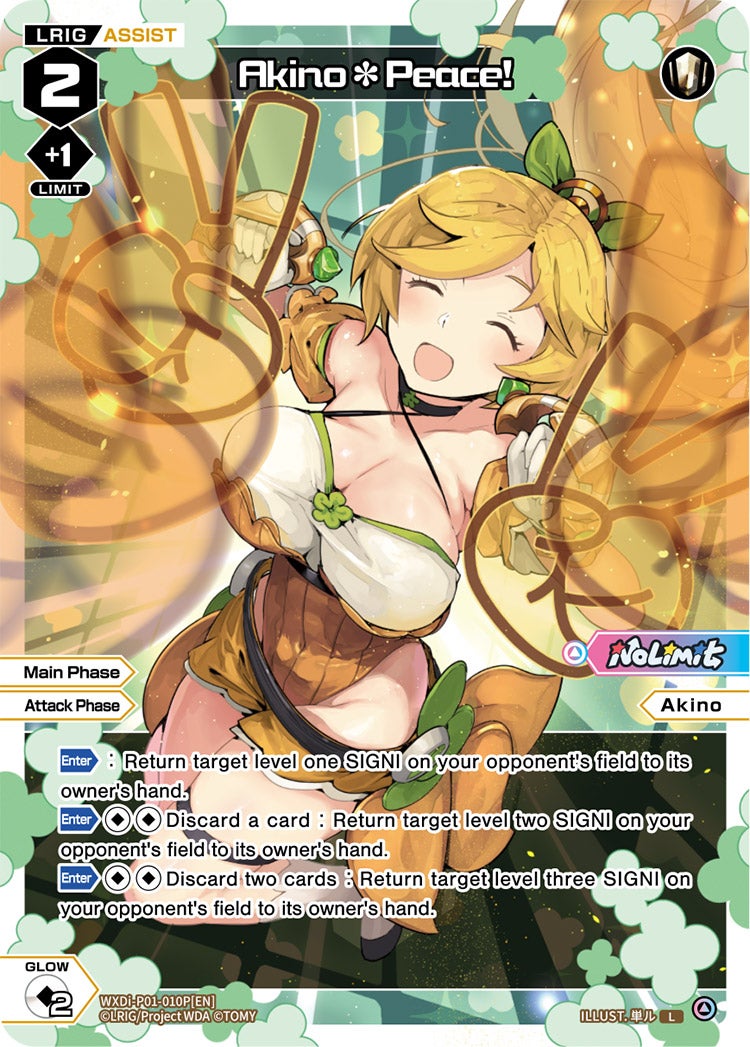 LRIG ASSIST
Akino＊Peace!
2
+1
LIMIT
NoLimit
Main Phase
Attack Phase
Akino
Enter : Return target level one SIGNI on your opponent's field to its
owner's hand.
Enter Discard a card : Return target level two SIGNI on your
opponent's field to its owner's hand.
Enter Discard two cards : Return target level three SIGNI on
your opponent's field to its owner's hand.
GLOW
2
WXDi-P01-010P[EN]
©LRIG/Project WDA ©TOMY
ILLUST. 単ル L